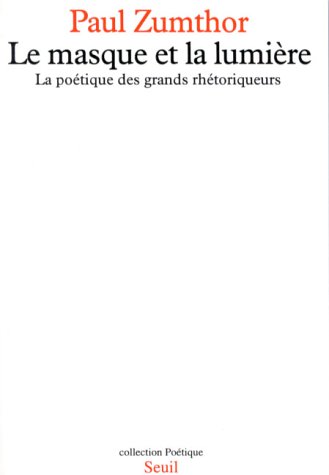 Paul Zumthor
Le masque et la lumière
La poétique des grands rhétoriqueurs
collection Poétique
Seuil